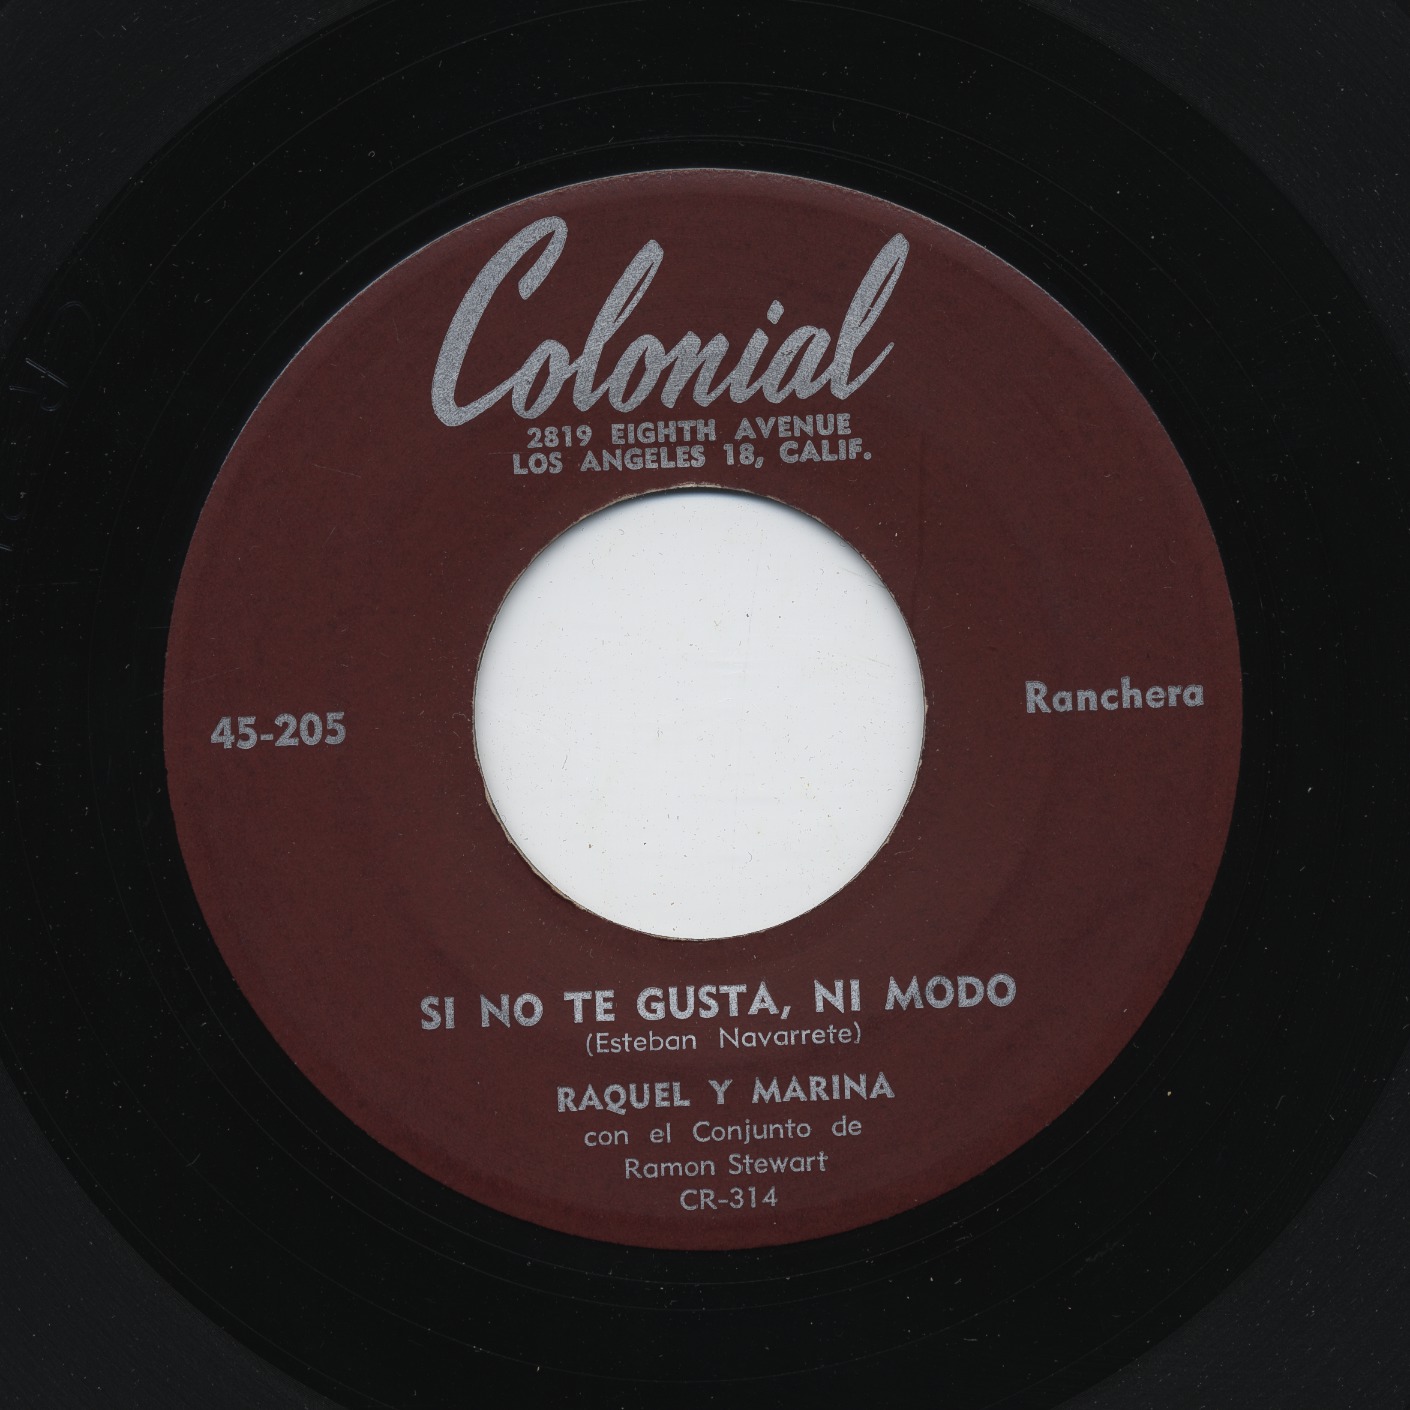 Colonial
2819 EIGHTH AVENUE
LOS ANGELES 18, CALIF.
45-205
Ranchera
SI NO TE GUSTA, NI MODO
(Esteban Navarrete)
RAQUEL Y MARINA
con el Conjunto de
Ramon Stewart
CR-314